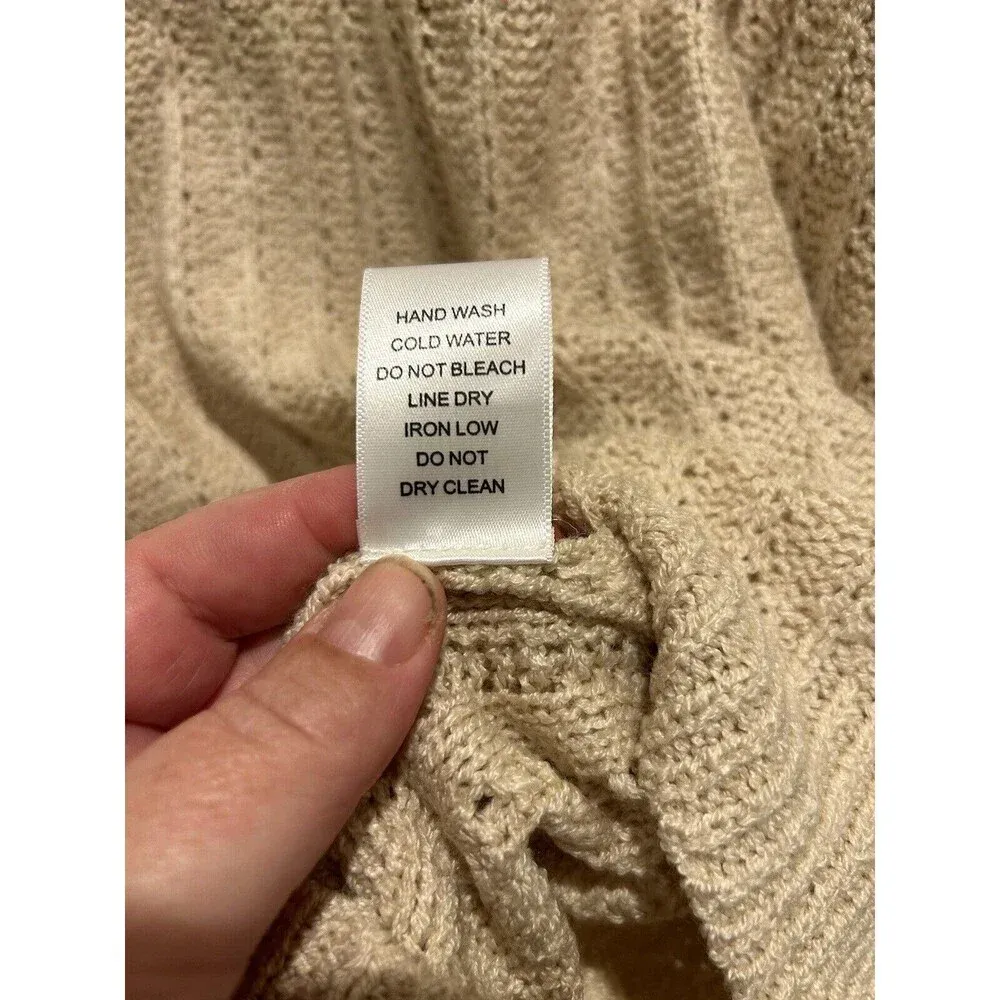 HAND WASH
COLD WATER
DO NOT BLEACH
LINE DRY
IRON LOW
DO NOT
DRY CLEAN